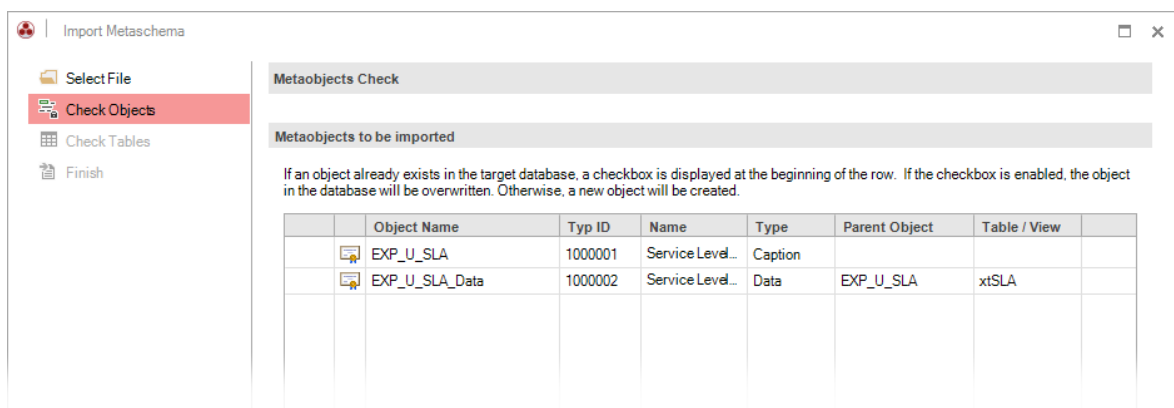 Import Metaschema
Select File
Check Objects
Check Tables
Finish
Metaobjects Check
Metaobjects to be imported
If an object already exists in the target database, a checkbox is displayed at the beginning of the row. If the checkbox is enabled, the object
in the database will be overwritten. Otherwise, a new object will be created.
Object Name Typ ID Name Type Parent Object Table / View
EXP_U_SLA 1000001 Service Level... Caption
EXP_U_SLA_Data 1000002 Service Level... Data EXP_U_SLA xtSLA